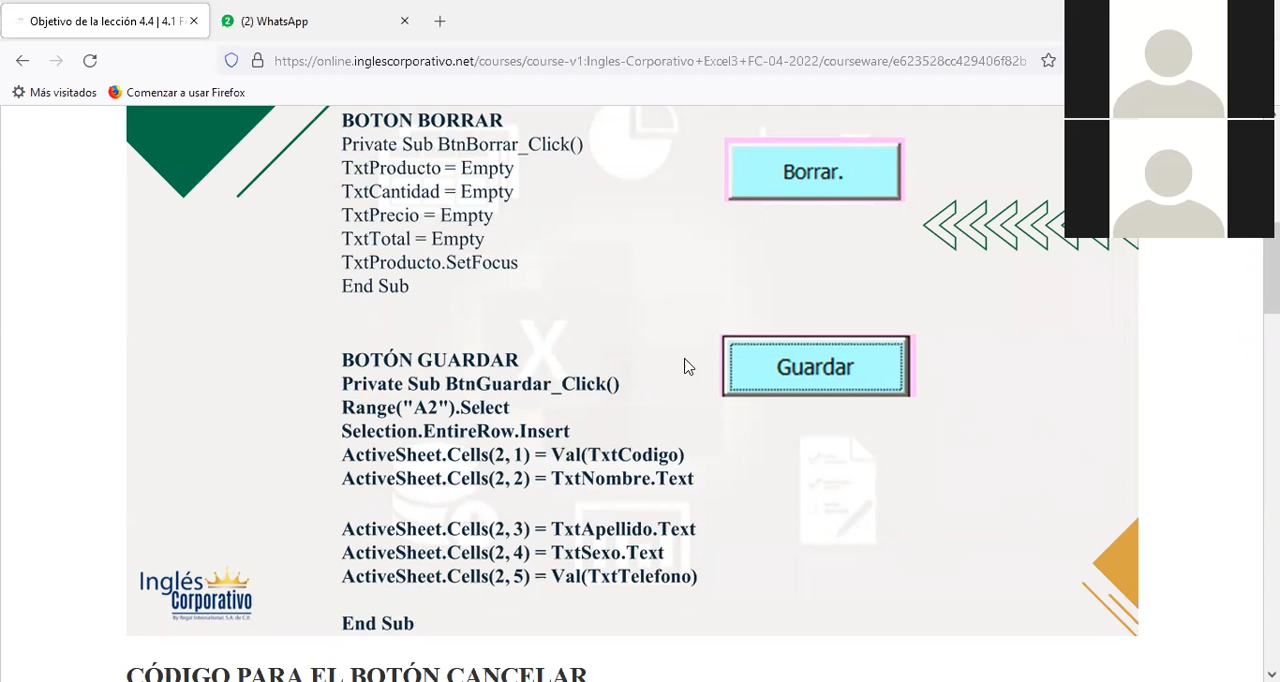 Objetivo de la lección 4.4 | 4.1 F
2 (2) WhatsApp
https://online.inglescorporativo.net/courses/course-v1:Ingles-Corporativo+Excel3+FC-04-2022/courseware/e623528cc429406f82b
Más visitados Comenzar a usar Firefox
BOTON BORRAR
Private Sub BtnBorrar_Click()
TxtProducto = Empty
TxtCantidad = Empty
TxtPrecio = Empty
TxtTotal = Empty
TxtProducto.SetFocus
End Sub
Borrar.
BOTÓN GUARDAR
Private Sub BtnGuardar_Click()
Range("A2").Select
Selection.EntireRow.Insert
ActiveSheet.Cells(2, 1) = Val(TxtCodigo)
ActiveSheet.Cells(2, 2) = TxtNombre.Text
ActiveSheet.Cells(2, 3) = TxtApellido.Text
ActiveSheet.Cells(2, 4) = TxtSexo.Text
ActiveSheet.Cells(2, 5) = Val(TxtTelefono)
End Sub
Guardar
Inglés
Corporativo
By Regal International, S.A. de C.V.
CÓDIGO PARA EL BOTÓN CANCELAR